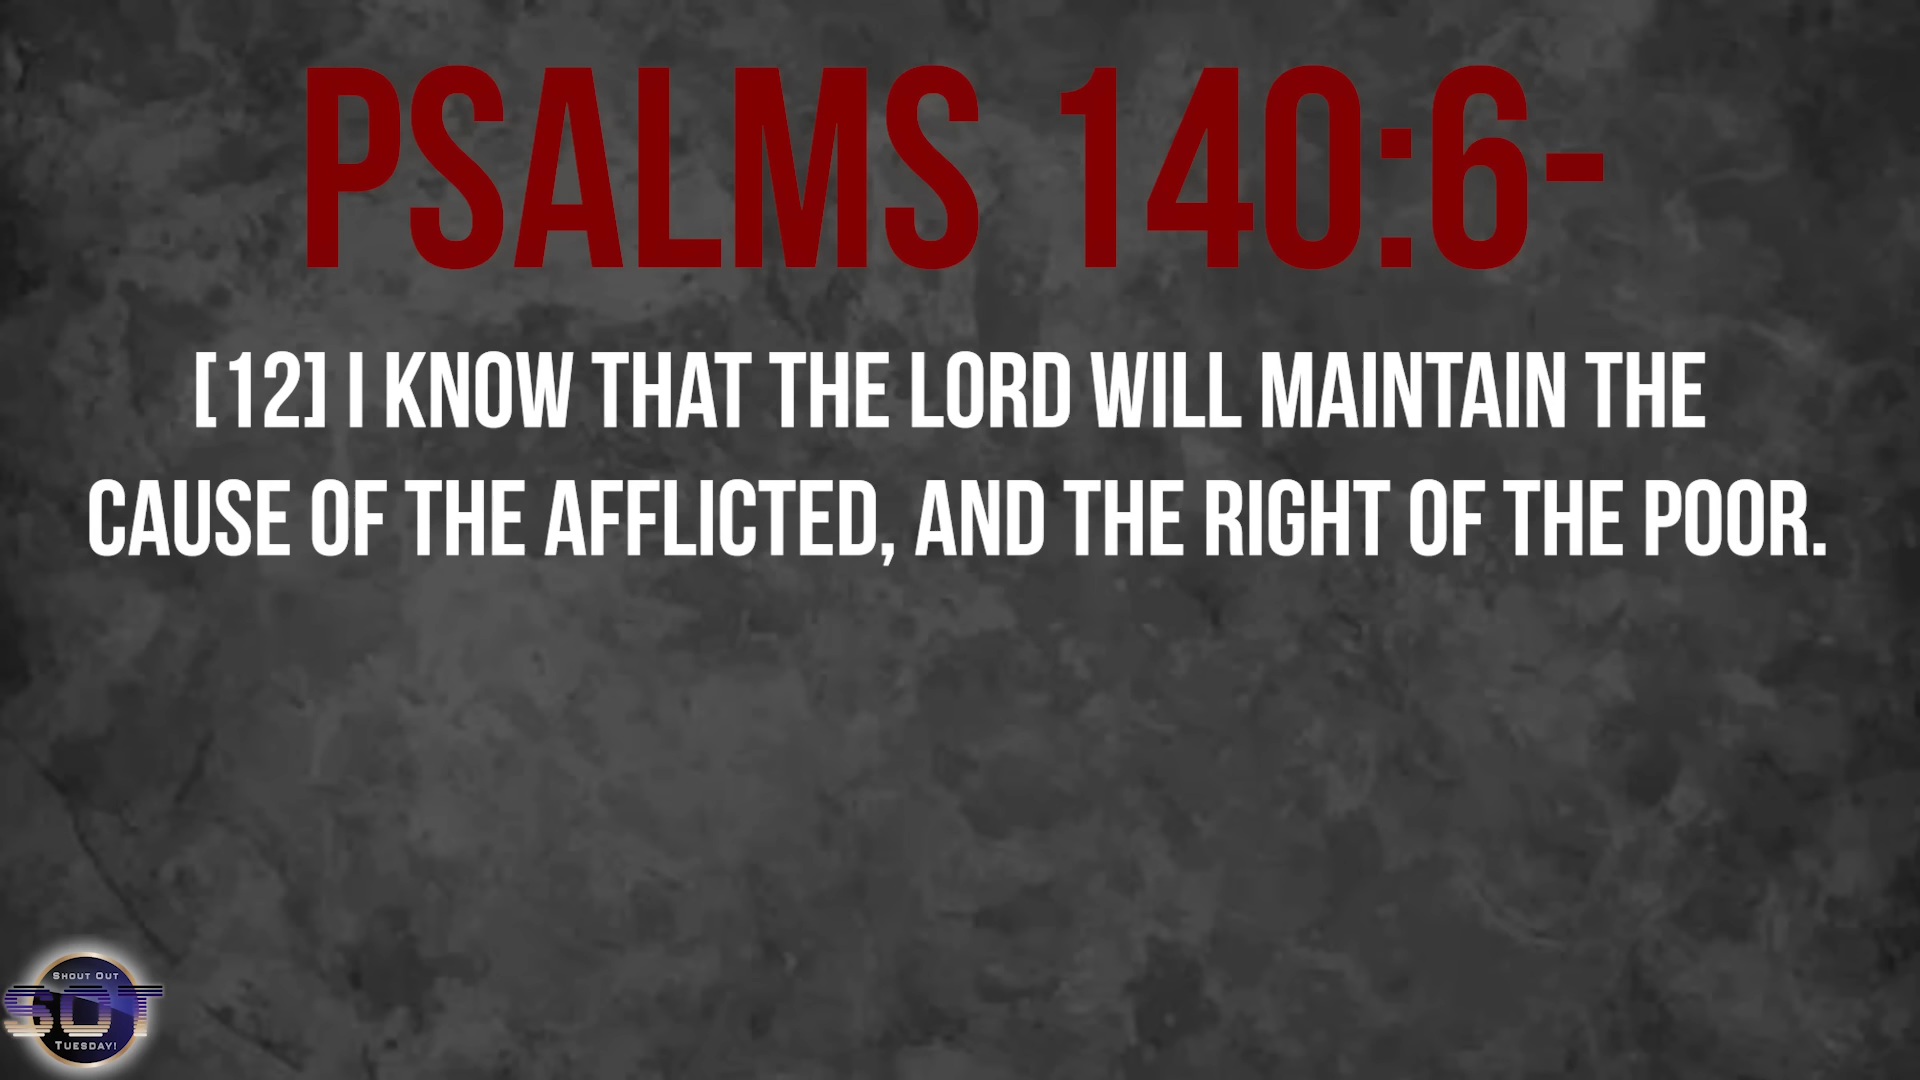 PSALMS 140:6-
[12] I KNOW THAT THE LORD WILL MAINTAIN THE
CAUSE OF THE AFFLICTED, AND THE RIGHT OF THE POOR.
SHOUT OUT
SOT
TUESDAY!